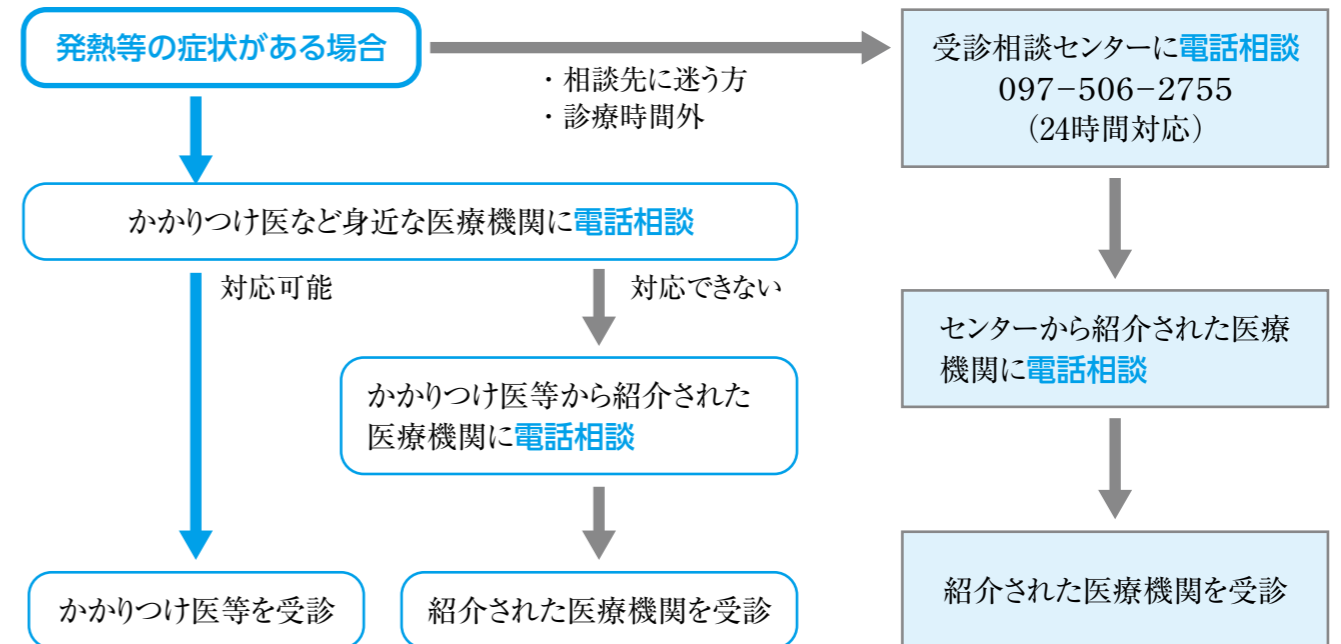 発熱等の症状がある場合
・相談先に迷う方
・診療時間外
受診相談センターに電話相談
097−506−2755
（24時間対応）
かかりつけ医など身近な医療機関に電話相談
対応可能
対応できない
かかりつけ医等から紹介された
医療機関に電話相談
センターから紹介された医療
機関に電話相談
かかりつけ医等を受診
紹介された医療機関を受診
紹介された医療機関を受診